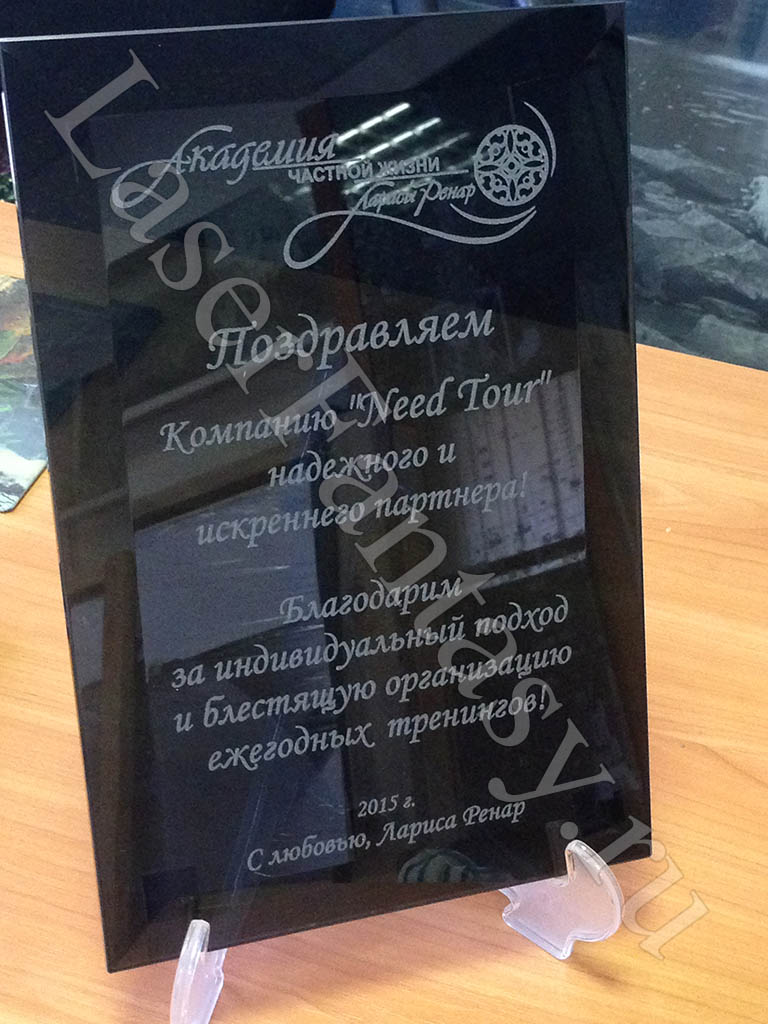 Академия
ЧАСТНОЙ ЖИЗНИ
Ларисы Ренар
Поздравляем
Компанию "Need Tour"
надежного и
искреннего партнера!
Благодарим
за индивидуальный подход
и блестящую организацию
ежегодных тренингов!
2015 г.
С любовью, Лариса Ренар
LaserFantasy.ru